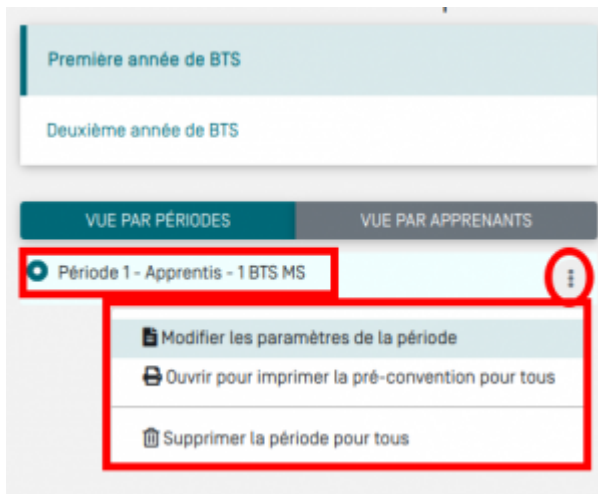 Première année de BTS
Deuxième année de BTS
VUE PAR PÉRIODES
VUE PAR APPRENANTS
Période 1 - Apprentis - 1 BTS MS
Modifier les paramètres de la période
Ouvrir pour imprimer la pré-convention pour tous
Supprimer la période pour tous